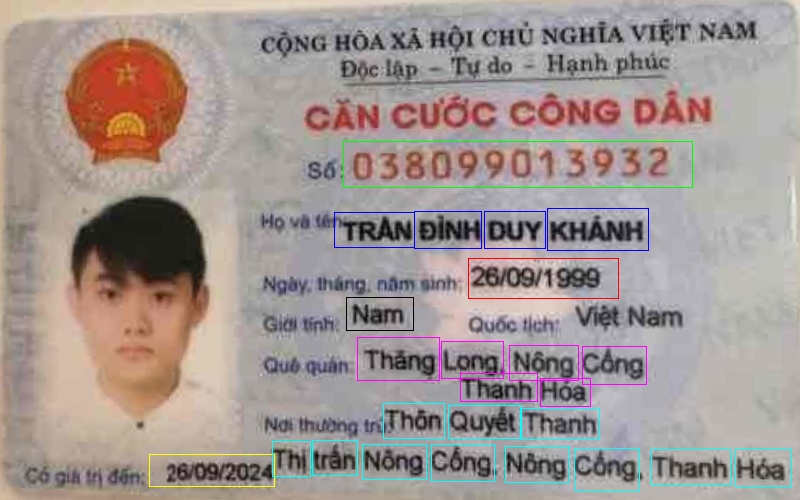 CỘNG HÒA XÃ HỘI CHỦ NGHĨA VIỆT NAM
Độc lập - Tự do - Hạnh phúc
CĂN CƯỚC CÔNG DÂN
Số: 038099013932
Họ và tên: TRẦN ĐÌNH DUY KHÁNH
Ngày, tháng, năm sinh: 26/09/1999
Giới tính: Nam Quốc tịch: Việt Nam
Quê quán: Thăng Long, Nông Cống
Thanh Hóa
Nơi thường trú: Thôn Quyết Thanh
Thị trấn Nông Cống, Nông Cống, Thanh Hóa
Có giá trị đến: 26/09/2024